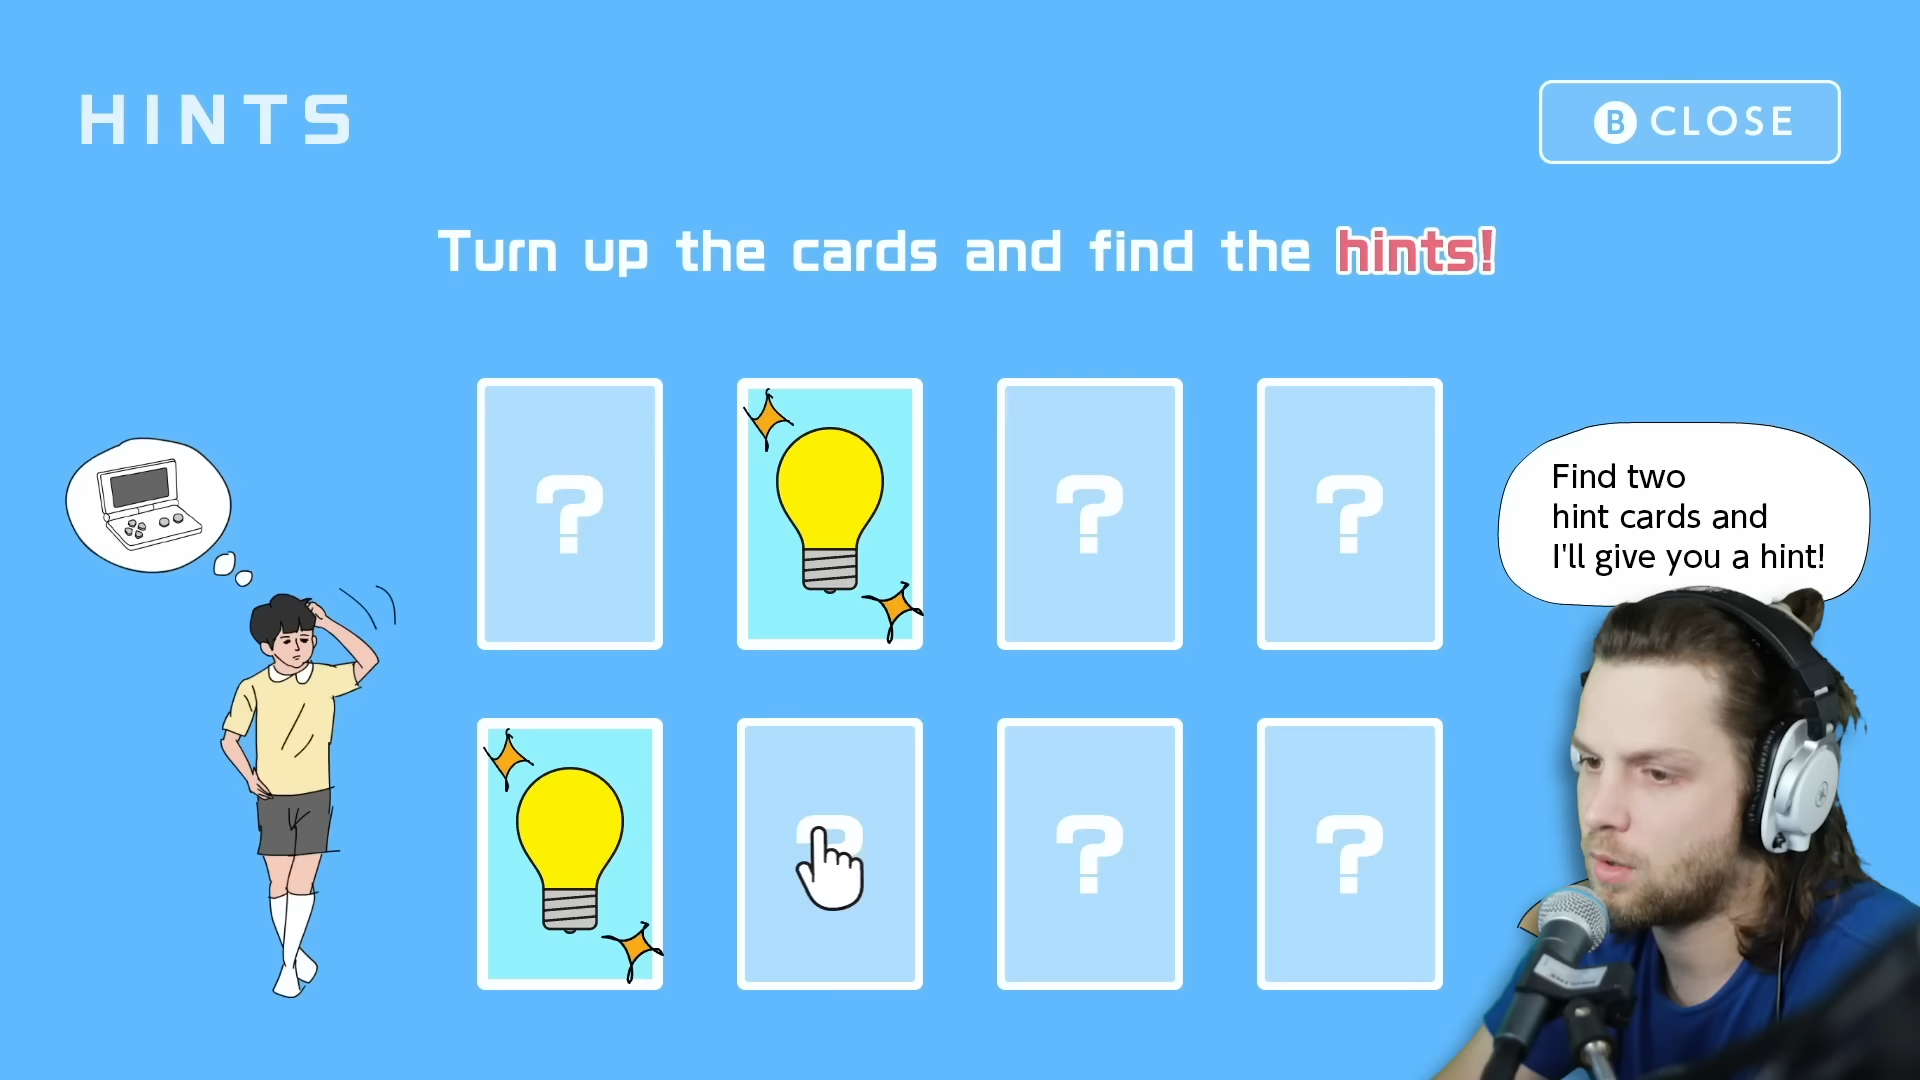 HINTS
B CLOSE
Turn up the cards and find the hints!
?
?
?
Find two
hint cards and
I'll give you a hint!
?
?
?